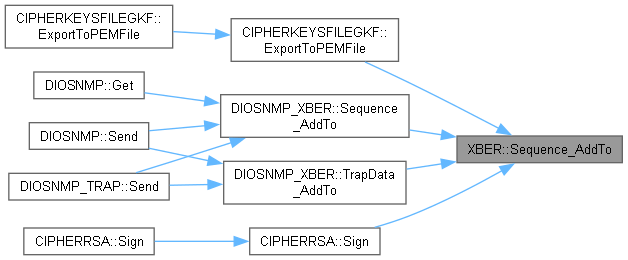 CIPHERKEYSFILEGKF::
ExportToPEMFile
CIPHERKEYSFILEGKF::
ExportToPEMFile
DIOSNMP::Get
DIOSNMP_XBER::Sequence
_AddTo
DIOSNMP::Send
XBER::Sequence_AddTo
DIOSNMP_TRAP::Send
DIOSNMP_XBER::TrapData
_AddTo
CIPHERRSA::Sign
CIPHERRSA::Sign